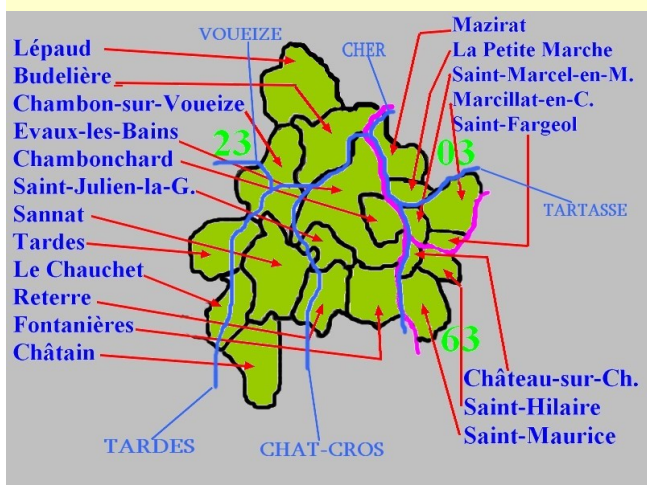 Lépaud
Budelière
Chambon-sur-Voueize
Evaux-les-Bains
Chambonchard
Saint-Julien-la-G.
Sannat
Tardes
Le Chauchet
Reterre
Fontanières
Châtain
VOUEIZE
CHER
23
03
63
TARDES
CHAT-CROS
TARTASSE
Mazirat
La Petite Marche
Saint-Marcel-en-M.
Marcillat-en-C.
Saint-Fargeol
Château-sur-Ch.
Saint-Hilaire
Saint-Maurice